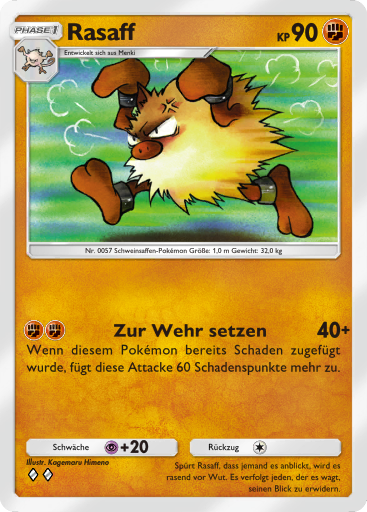 PHASE 1
Rasaff
KP 90
Entwickelt sich aus Menki
Nr. 0057 Schweinsaffen-Pokémon Größe: 1,0 m Gewicht: 32,0 kg
Zur Wehr setzen 40+
Wenn diesem Pokémon bereits Schaden zugefügt
wurde, fügt diese Attacke 60 Schadenspunkte mehr zu.
Schwäche +20 Rückzug
Illustr. Kagemaru Himeno
Spürt Rasaff, dass jemand es anblickt, wird es
rasend vor Wut. Es verfolgt jeden, der es wagt,
seinen Blick zu erwidern.